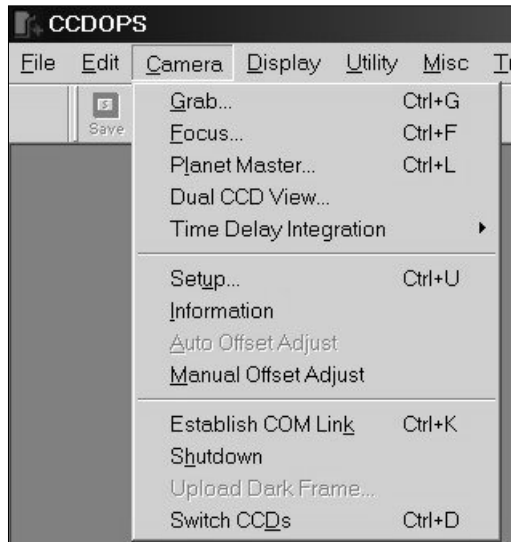 CCDOPS
File Edit Camera Display Utility Misc
Save
Grab... Ctrl+G
Focus... Ctrl+F
Planet Master... Ctrl+L
Dual CCD View...
Time Delay Integration
Setup... Ctrl+U
Information
Auto Offset Adjust
Manual Offset Adjust
Establish COM Link Ctrl+K
Shutdown
Upload Dark Frame...
Switch CCDs Ctrl+D